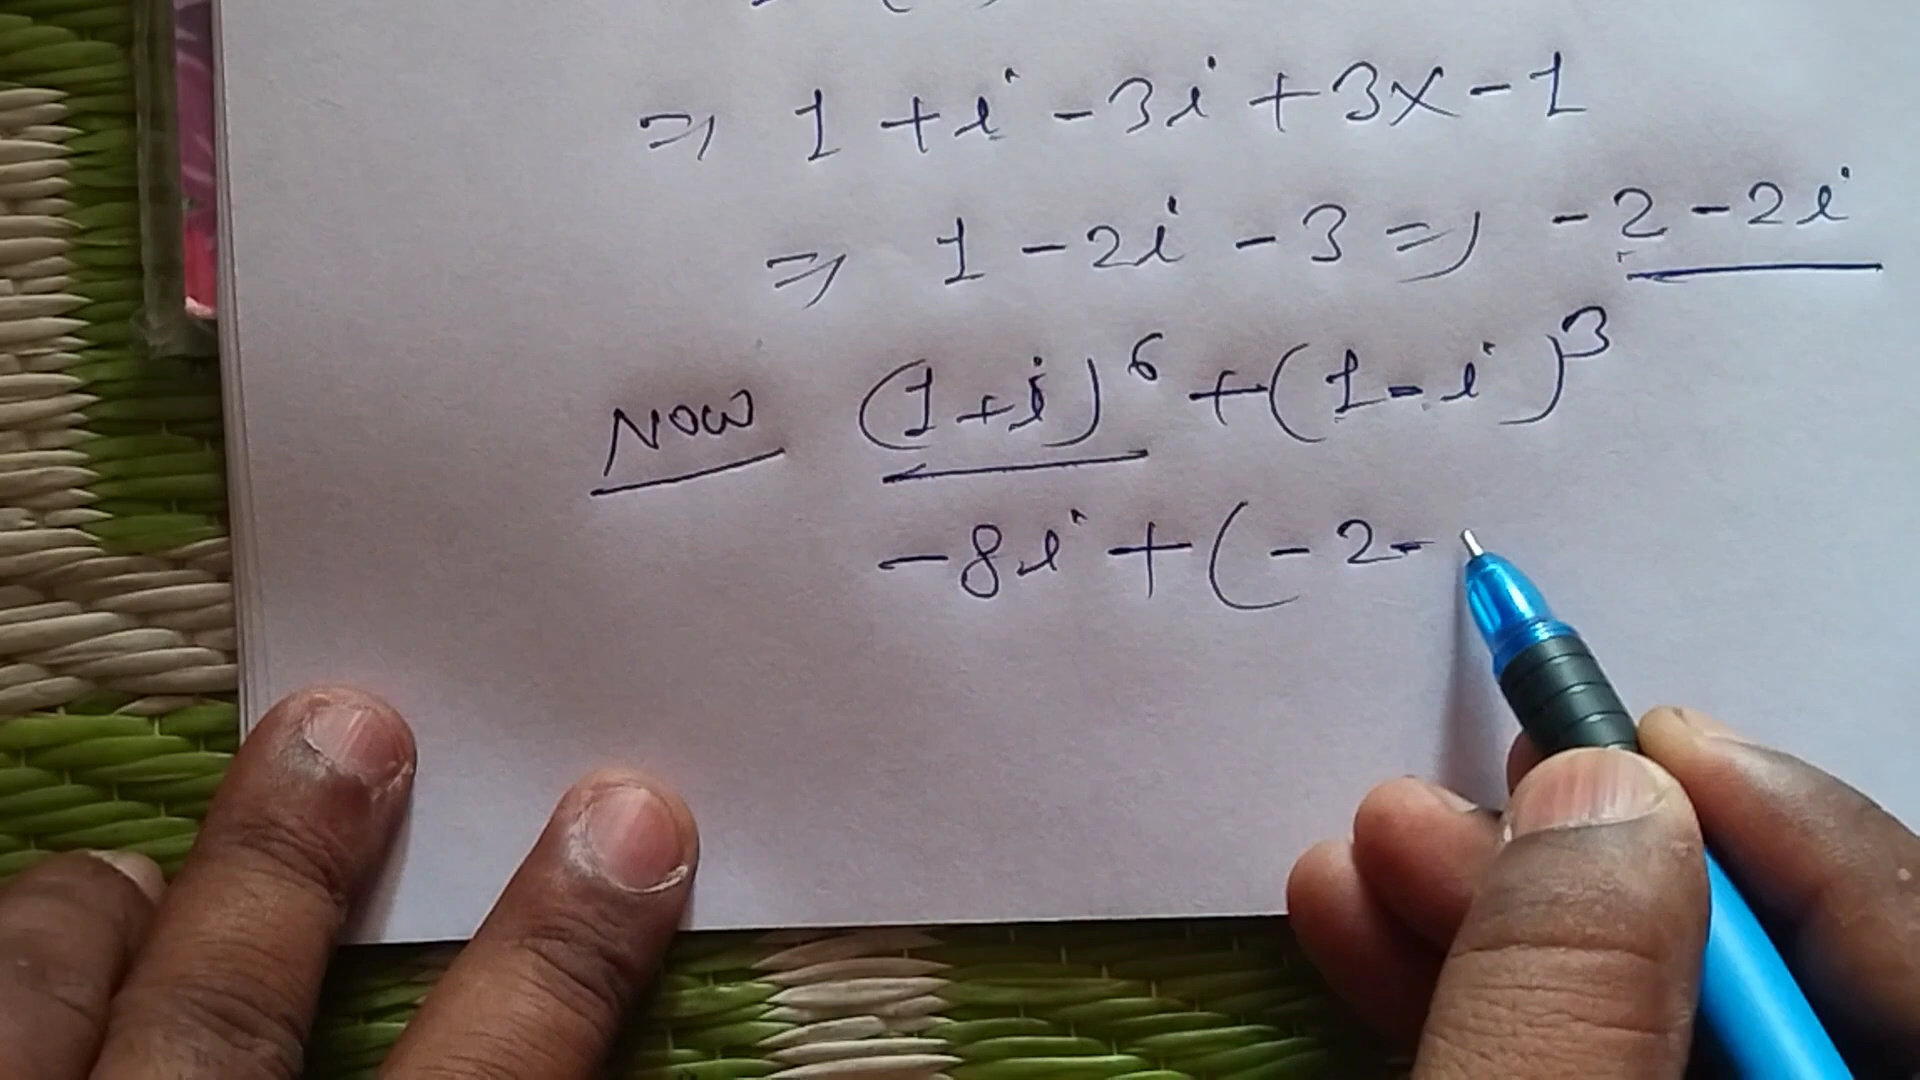 => 1 + i - 3i + 3x - 1
=> 1 - 2i - 3 => -2 - 2i
NOW (1+i)⁶ + (1-i)³
-8i + (-2-